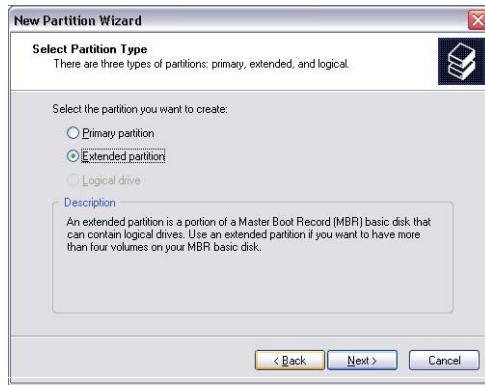 New Partition Wizard
Select Partition Type
There are three types of partitions: primary, extended, and logical.
Select the partition you want to create:
Primary partition
Extended partition
Logical drive
Description
An extended partition is a portion of a Master Boot Record (MBR) basic disk that
can contain logical drives. Use an extended partition if you want to have more
than four volumes on your MBR basic disk.
< Back Next > Cancel